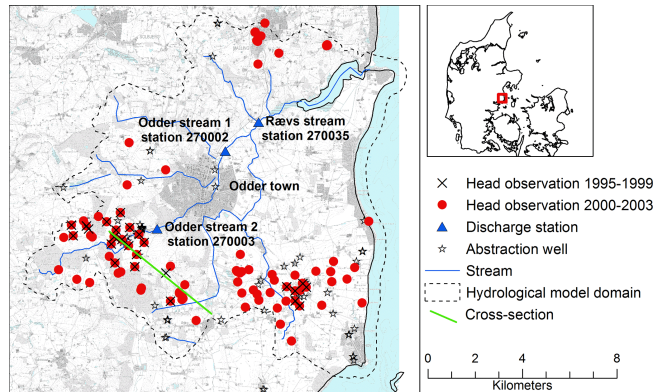 Odder stream 1
station 270002
Rævs stream
station 270035
Odder town
Odder stream 2
station 270003
Head observation 1995-1999
Head observation 2000-2003
Discharge station
Abstraction well
Stream
Hydrological model domain
Cross-section
0 2 4 8
Kilometers